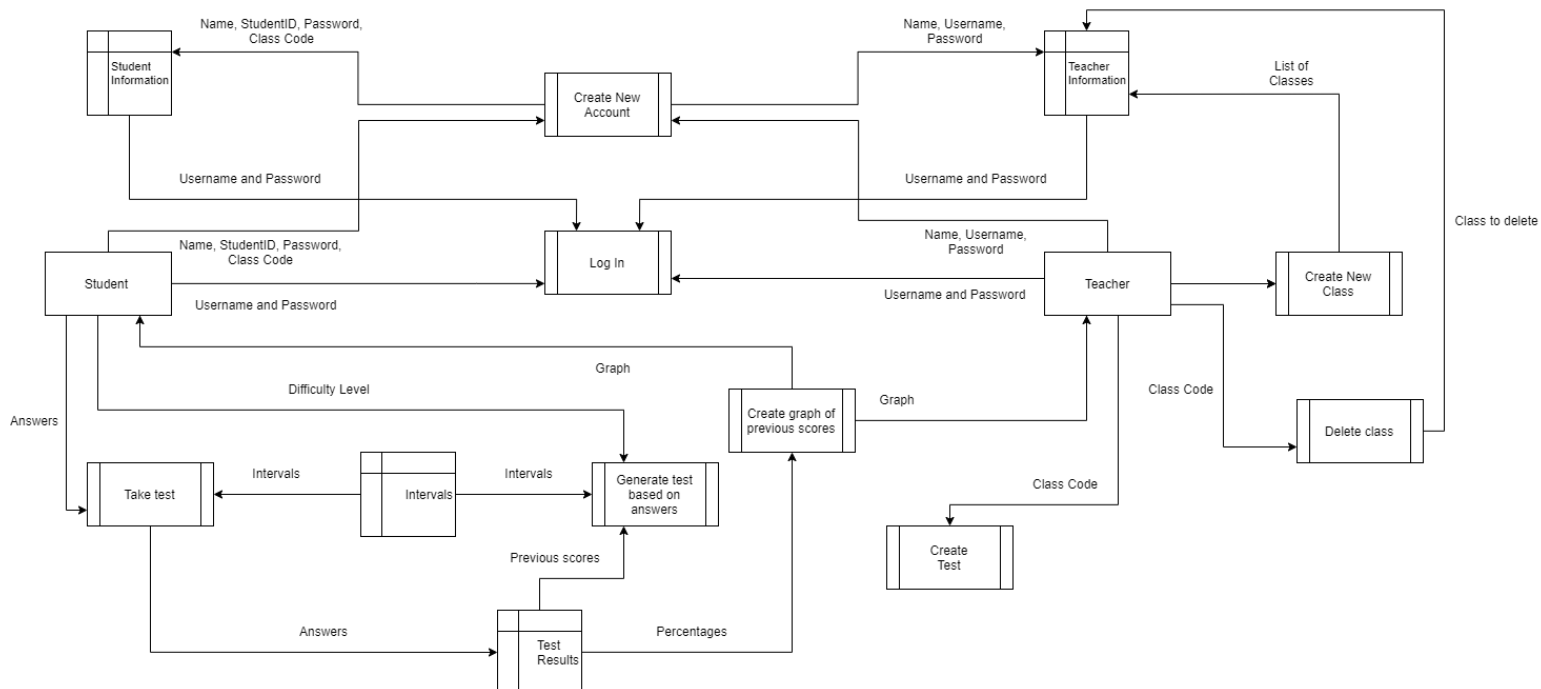 Name, StudentID, Password,
Class Code
Name, Username,
Password
Student
Information
Teacher
Information
List of
Classes
Create New
Account
Username and Password
Username and Password
Class to delete
Name, StudentID, Password,
Class Code
Log In
Name, Username,
Password
Student
Teacher
Create New
Class
Username and Password
Username and Password
Graph
Difficulty Level
Class Code
Answers
Create graph of
previous scores
Graph
Delete class
Take test
Intervals
Intervals
Intervals
Generate test
based on
answers
Class Code
Previous scores
Create
Test
Answers
Test
Results
Percentages